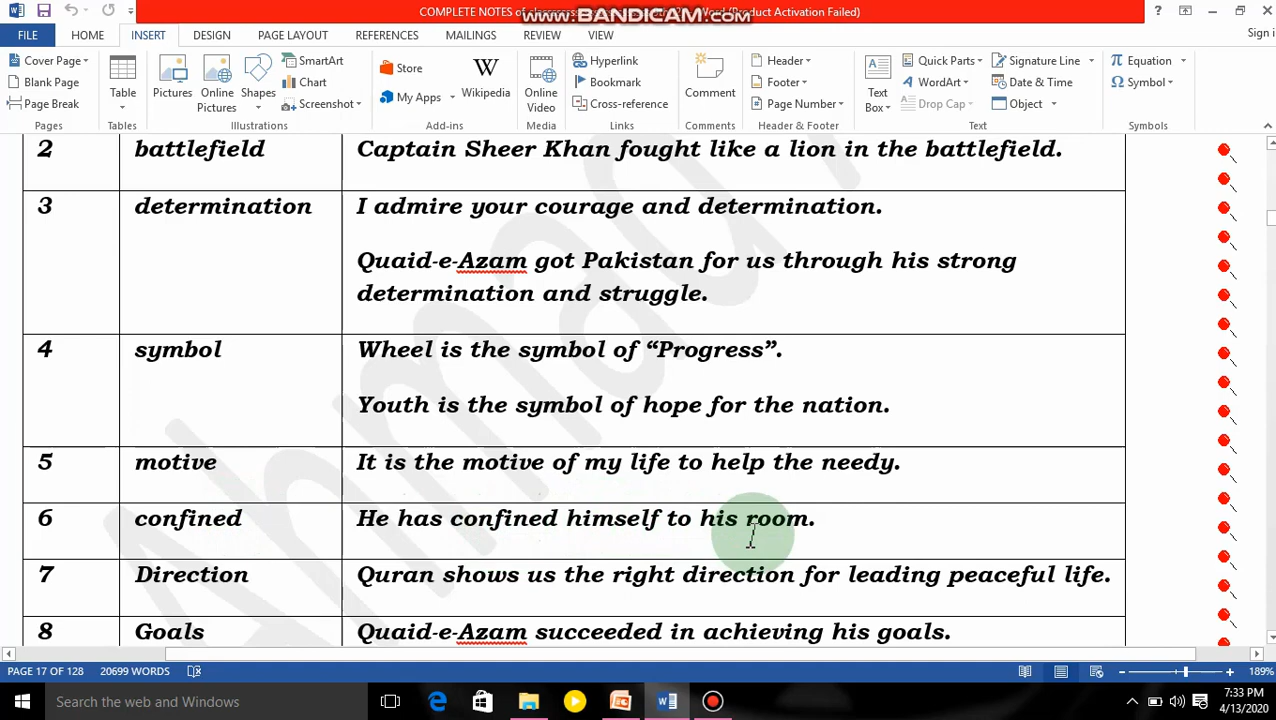 COMPLETE NOTES of
www.BANDICAM.com
Word (Product Activation Failed)
FILE HOME INSERT DESIGN PAGE LAYOUT REFERENCES MAILINGS REVIEW VIEW
Sign i
Cover Page
Blank Page
Page Break
Pages
Table
Tables
Pictures
Online Pictures
Shapes
SmartArt
Chart
Screenshot
Illustrations
Store
My Apps
Wikipedia
Add-ins
Online Video
Media
Hyperlink
Bookmark
Cross-reference
Links
Comment
Comments
Header
Footer
Page Number
Header & Footer
Text Box
Quick Parts
WordArt
Drop Cap
Signature Line
Date & Time
Object
Text
Equation
Symbol
Symbols
2 battlefield Captain Sheer Khan fought like a lion in the battlefield.
3 determination I admire your courage and determination.
Quaid-e-Azam got Pakistan for us through his strong
determination and struggle.
4 symbol Wheel is the symbol of “Progress”.
Youth is the symbol of hope for the nation.
5 motive It is the motive of my life to help the needy.
6 confined He has confined himself to his room.
7 Direction Quran shows us the right direction for leading peaceful life.
8 Goals Quaid-e-Azam succeeded in achieving his goals.
Ahmad
PAGE 17 OF 128 20699 WORDS
189%
Search the web and Windows
7:33 PM
4/13/2020